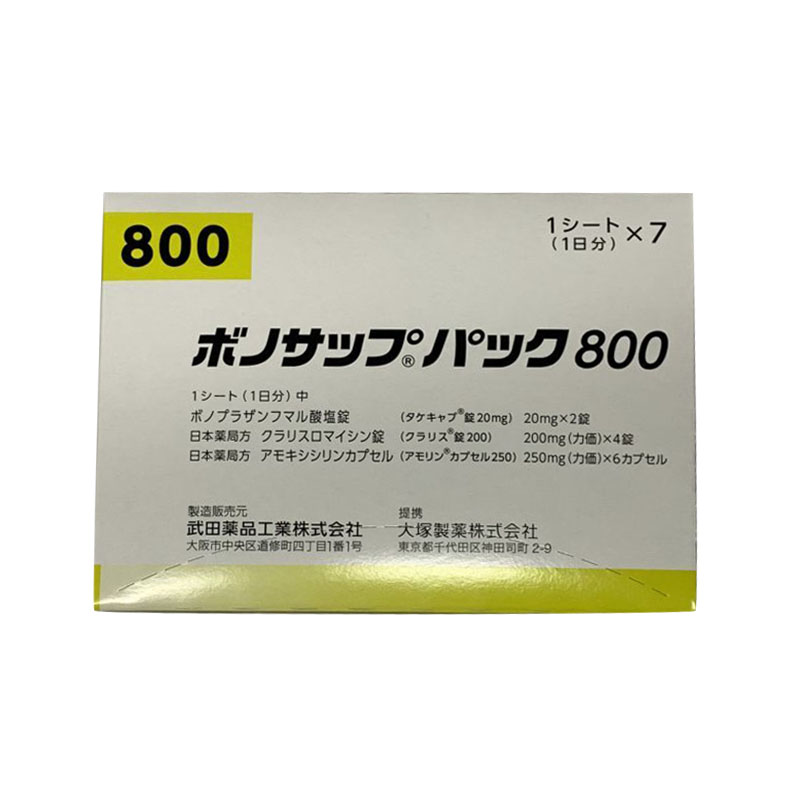 800
1シート×7
(1日分)
ボノサップ®パック800
1シート(1日分)中
ボノプラザンフマル酸塩錠 (タケキャブ®錠20mg) 20mg×2錠
日本薬局方 クラリスロマイシン錠 (クラリス®錠200) 200mg(力価)×4錠
日本薬局方 アモキシシリンカプセル (アモリン®カプセル250) 250mg(力価)×6カプセル
製造販売元
武田薬品工業株式会社
大阪市中央区道修町四丁目1番1号
提携
大塚製薬株式会社
東京都千代田区神田司町2-9